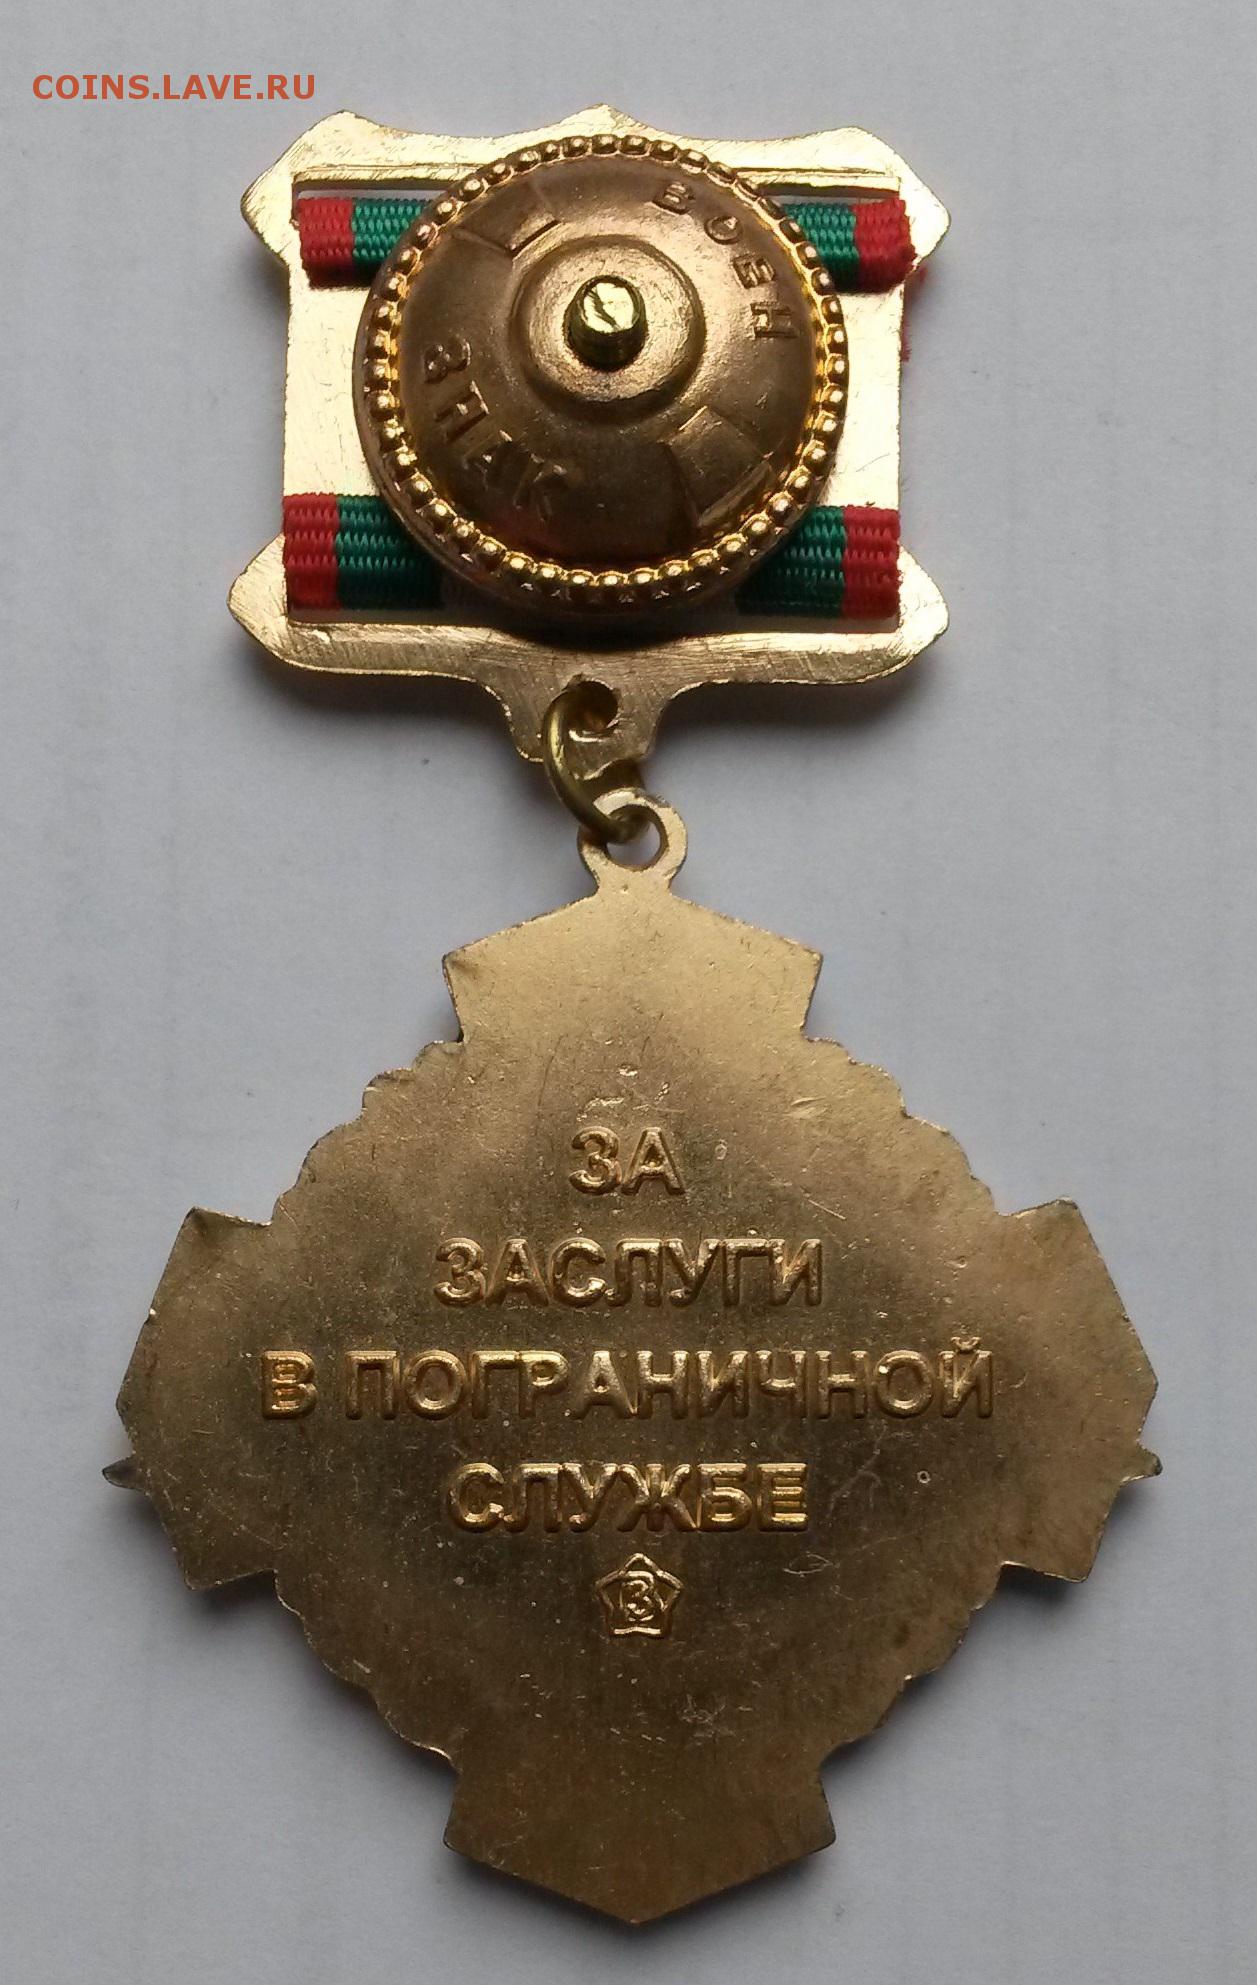 COINS.LAVE.RU
ВОЕН
ЗНАК
ЗА
ЗАСЛУГИ
В ПОГРАНИЧНОЙ
СЛУЖБЕ
З